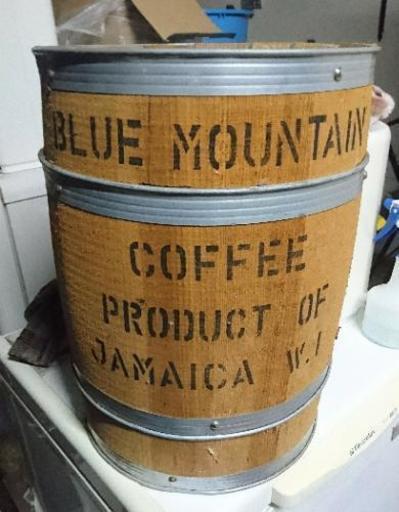 BLUE MOUNTAIN
COFFEE
PRODUCT OF
JAMAICA W.I